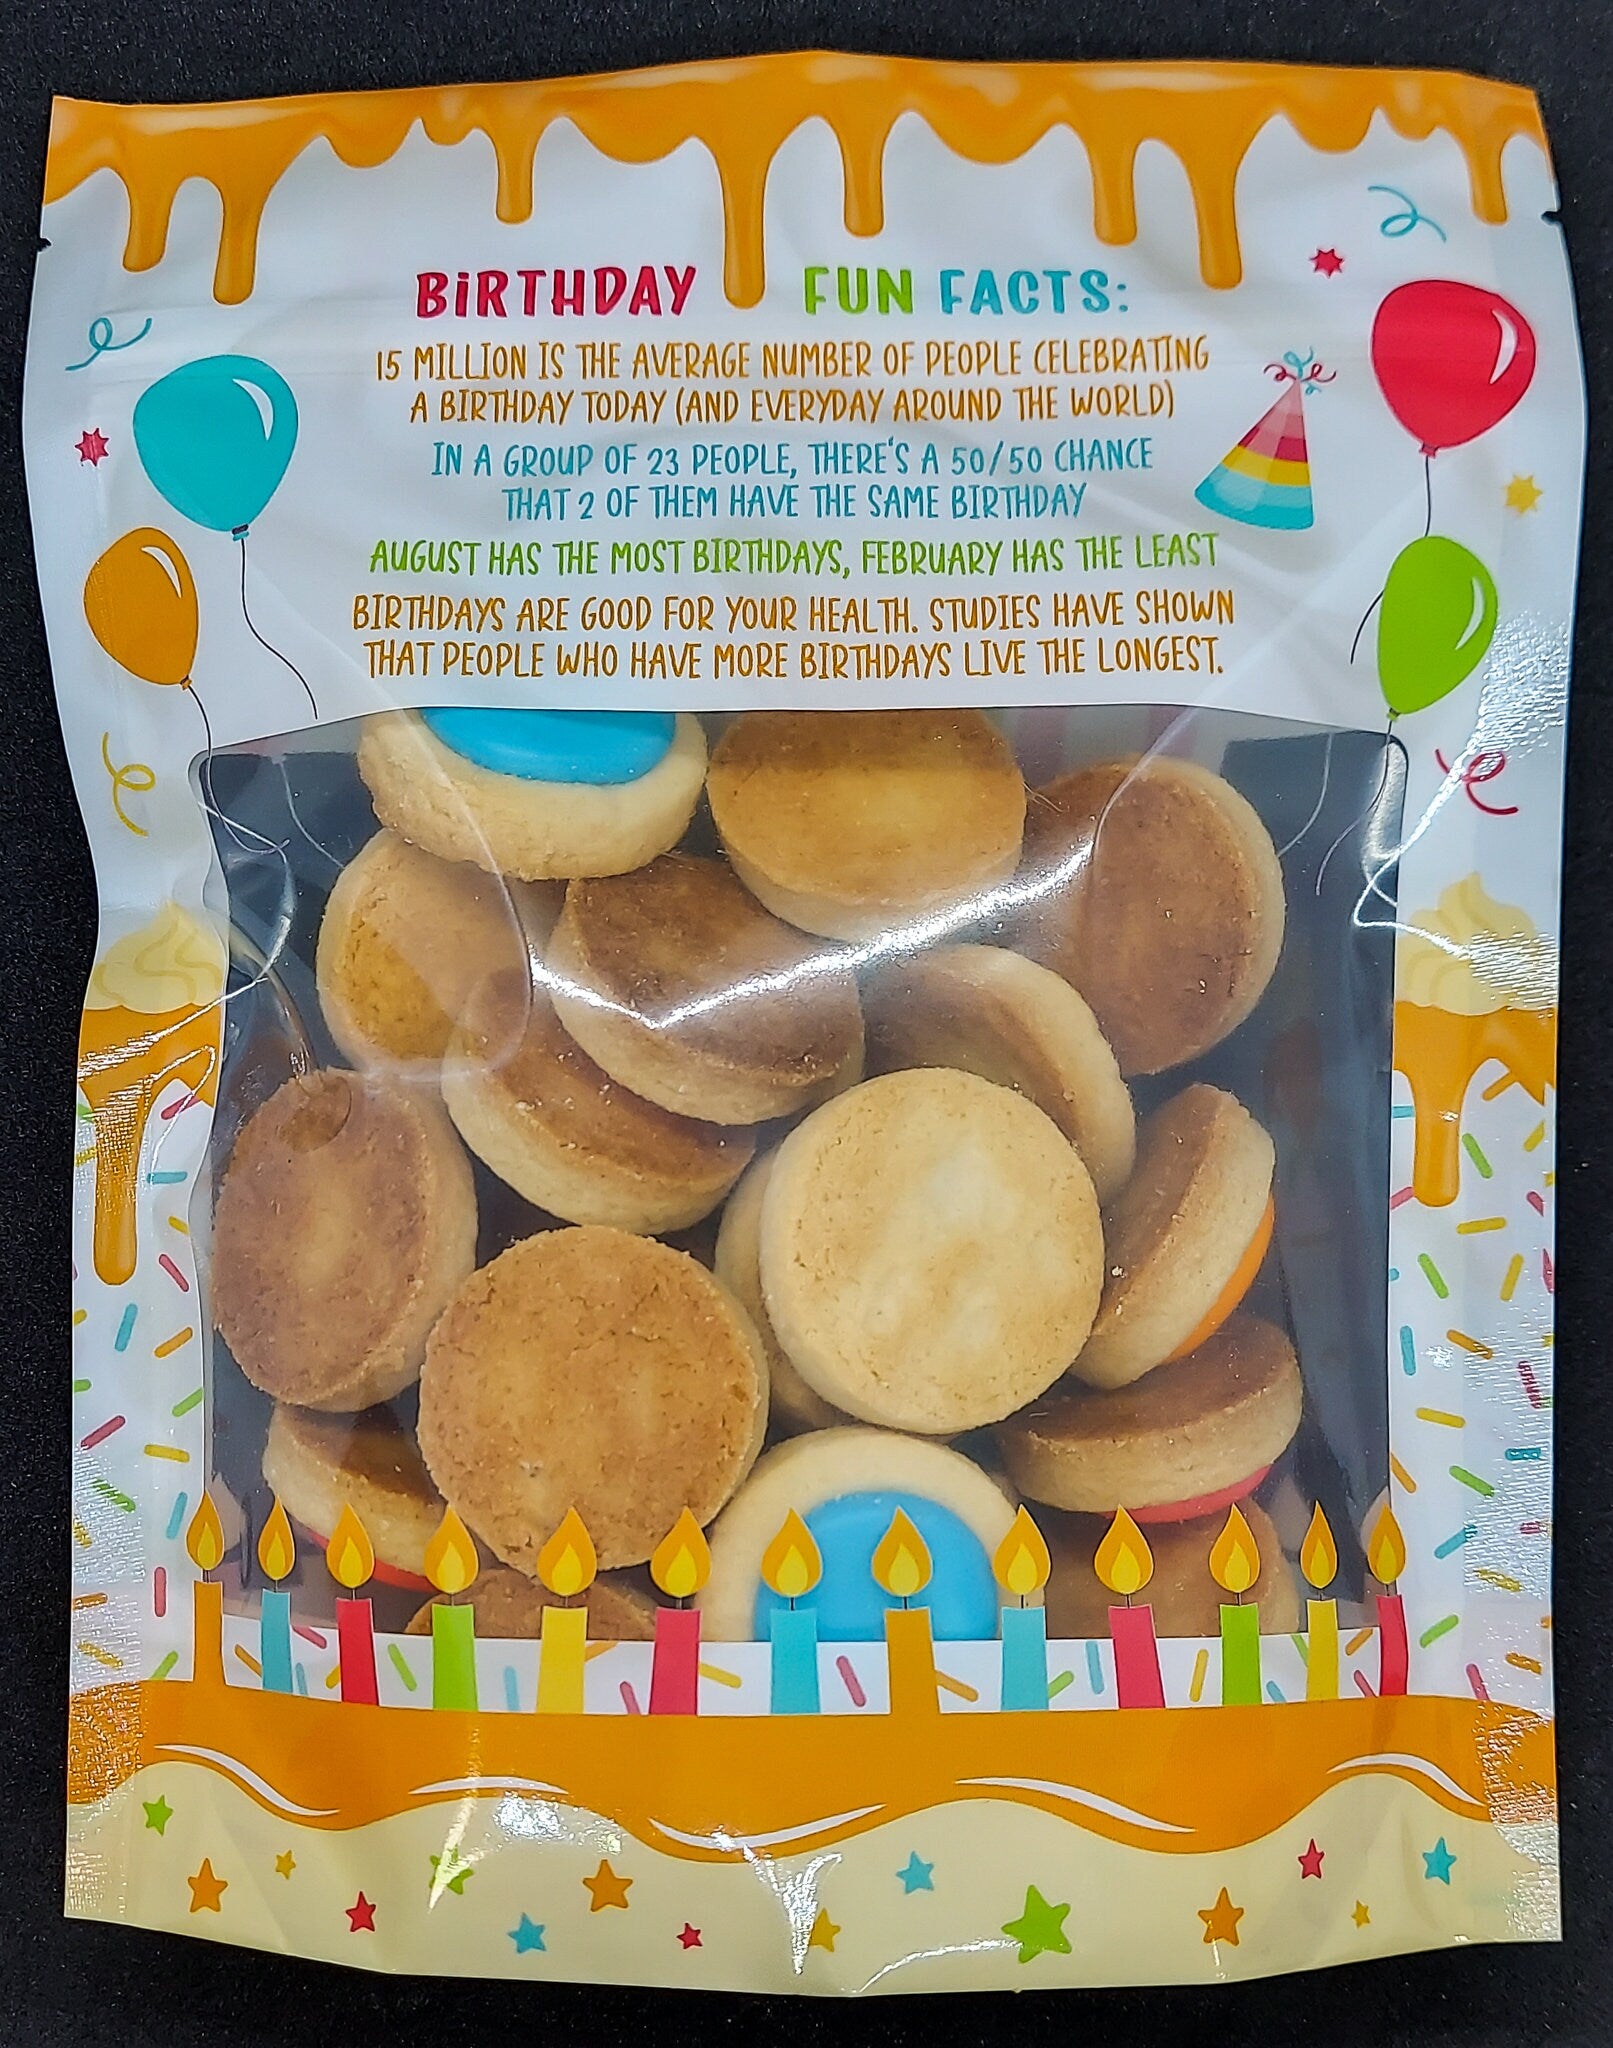 BiRTHDAY FUN FACTS:
15 MILLION IS THE AVERAGE NUMBER OF PEOPLE CELEBRATING
A BIRTHDAY TODAY (AND EVERYDAY AROUND THE WORLD)
IN A GROUP OF 23 PEOPLE, THERE'S A 50/50 CHANCE
THAT 2 OF THEM HAVE THE SAME BIRTHDAY
AUGUST HAS THE MOST BIRTHDAYS, FEBRUARY HAS THE LEAST
BIRTHDAYS ARE GOOD FOR YOUR HEALTH. STUDIES HAVE SHOWN
THAT PEOPLE WHO HAVE MORE BIRTHDAYS LIVE THE LONGEST.